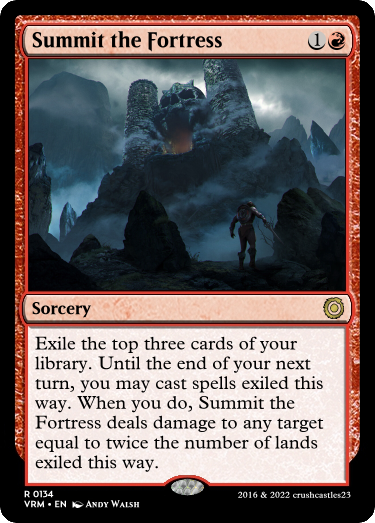 Summit the Fortress 1
Sorcery
Exile the top three cards of your
library. Until the end of your next
turn, you may cast spells exiled this
way. When you do, Summit the
Fortress deals damage to any target
equal to twice the number of lands
exiled this way.
R 0134
VRM • EN Andy Walsh
2016 & 2022 crushcastles23